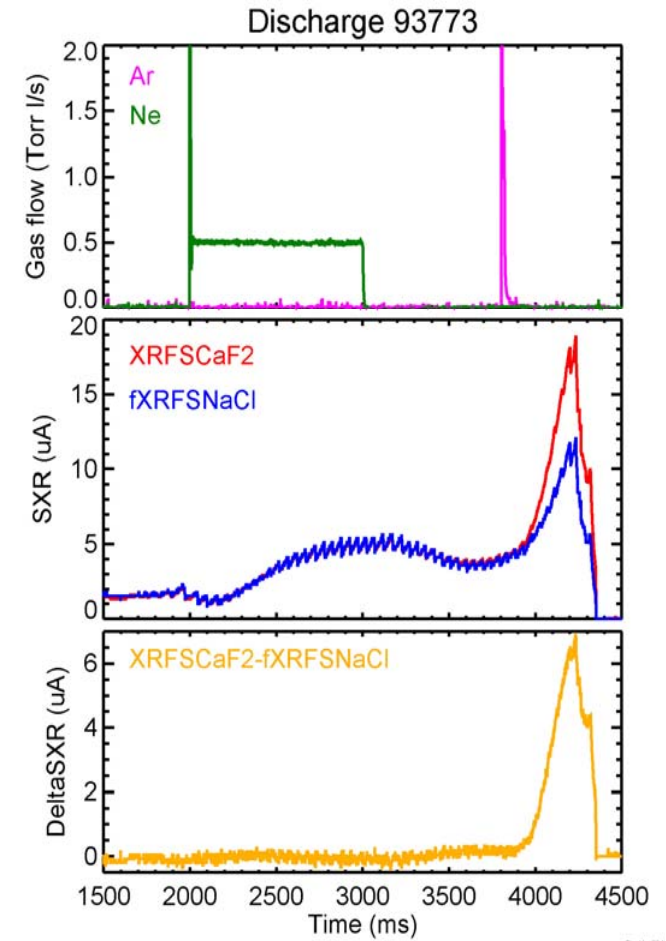 Discharge 93773
2.0
Ar
Ne
1.5
1.0
0.5
0.0
Gas flow (Torr l/s)
20
XRFSCaF2
15
fXRFSNaCl
10
5
0
SXR (uA)
XRFSCaF2-fXRFSNaCl
6
4
2
0
DeltaSXR (uA)
1500 2000 2500 3000 3500 4000 4500
Time (ms)